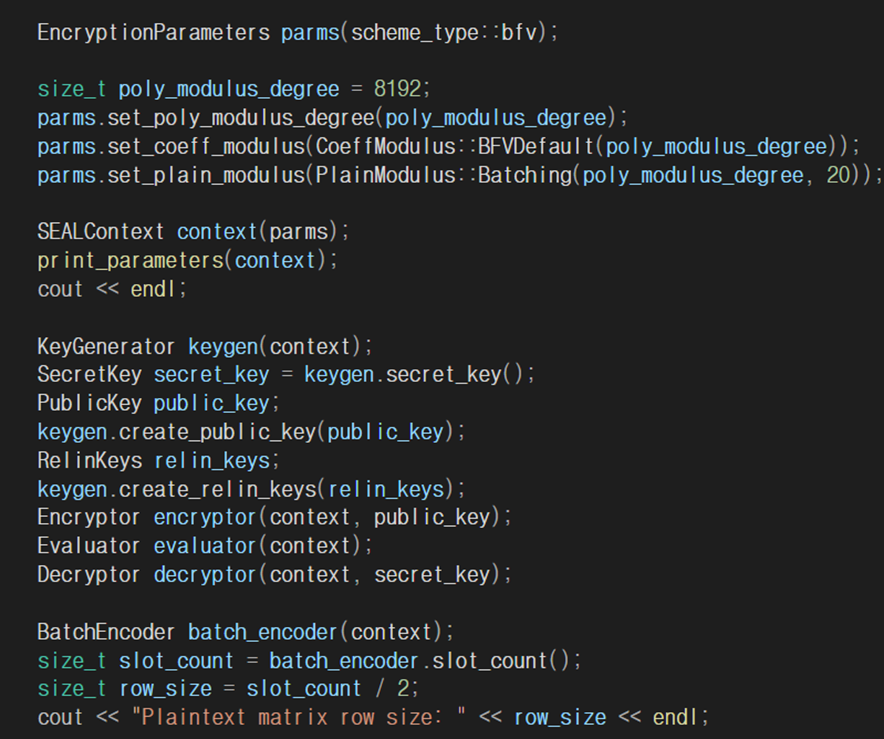 EncryptionParameters parms(scheme_type::bfv);
size_t poly_modulus_degree = 8192;
parms.set_poly_modulus_degree(poly_modulus_degree);
parms.set_coeff_modulus(CoeffModulus::BFVDefault(poly_modulus_degree));
parms.set_plain_modulus(PlainModulus::Batching(poly_modulus_degree, 20));
SEALContext context(parms);
print_parameters(context);
cout << endl;
KeyGenerator keygen(context);
SecretKey secret_key = keygen.secret_key();
PublicKey public_key;
keygen.create_public_key(public_key);
RelinKeys relin_keys;
keygen.create_relin_keys(relin_keys);
Encryptor encryptor(context, public_key);
Evaluator evaluator(context);
Decryptor decryptor(context, secret_key);
BatchEncoder batch_encoder(context);
size_t slot_count = batch_encoder.slot_count();
size_t row_size = slot_count / 2;
cout << "Plaintext matrix row size: " << row_size << endl;